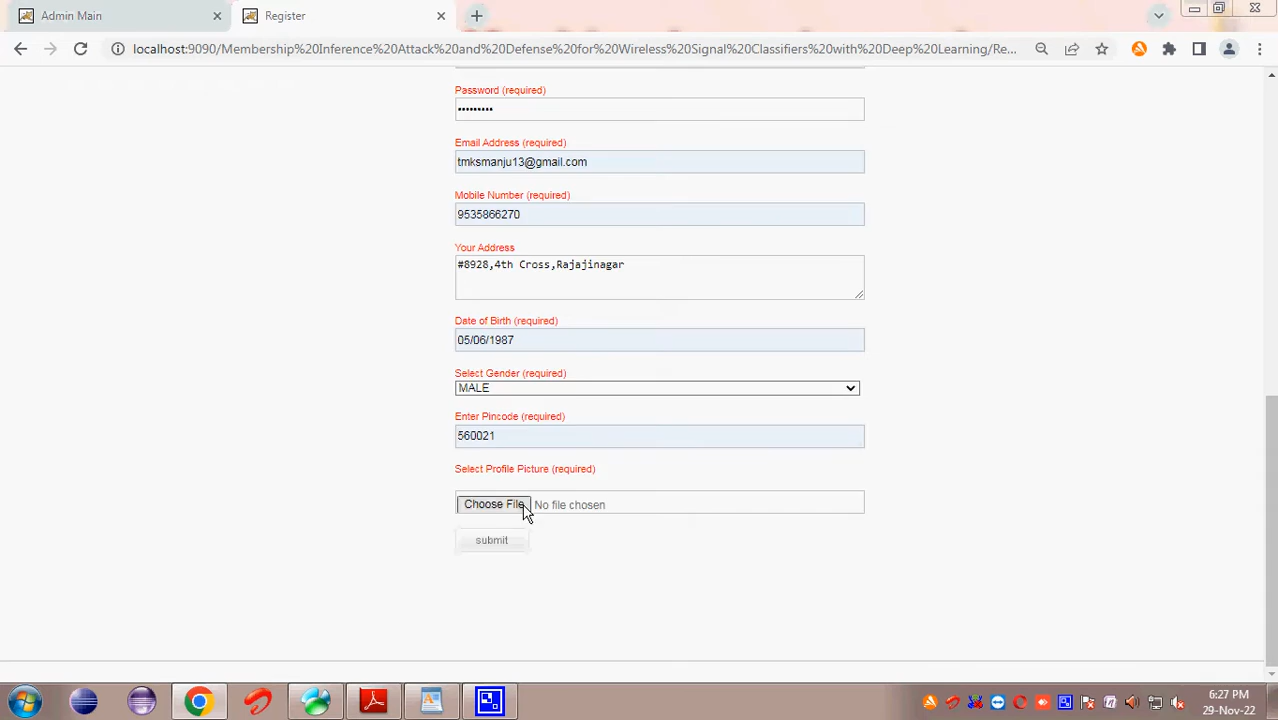 Admin Main
Register
localhost:9090/Membership%20Inference%20Attack%20and%20Defense%20for%20Wireless%20Signal%20Classifiers%20with%20Deep%20Learning/Re...
Password (required)
•••••••••
Email Address (required)
tmksmanju13@gmail.com
Mobile Number (required)
9535866270
Your Address
#8928,4th Cross,Rajajinagar
Date of Birth (required)
05/06/1987
Select Gender (required)
MALE
Enter Pincode (required)
560021
Select Profile Picture (required)
Choose File No file chosen
submit
6:27 PM
29-Nov-22